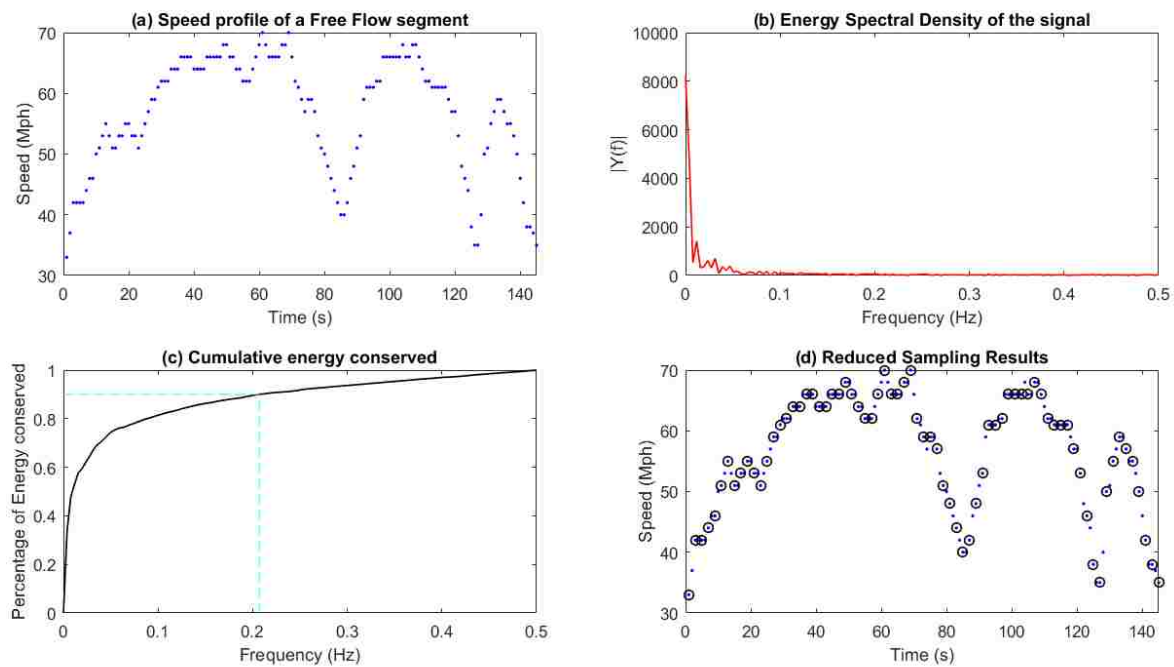 (a) Speed profile of a Free Flow segment
70
60
50
40
30
Speed (Mph)
0 20 40 60 80 100 120 140
Time (s)
(b) Energy Spectral Density of the signal
10000
8000
6000
4000
2000
0
|Y(f)|
0 0.1 0.2 0.3 0.4 0.5
Frequency (Hz)
(c) Cumulative energy conserved
1
0.8
0.6
0.4
0.2
0
Percentage of Energy conserved
0 0.1 0.2 0.3 0.4 0.5
Frequency (Hz)
(d) Reduced Sampling Results
70
60
50
40
30
Speed (Mph)
0 20 40 60 80 100 120 140
Time (s)